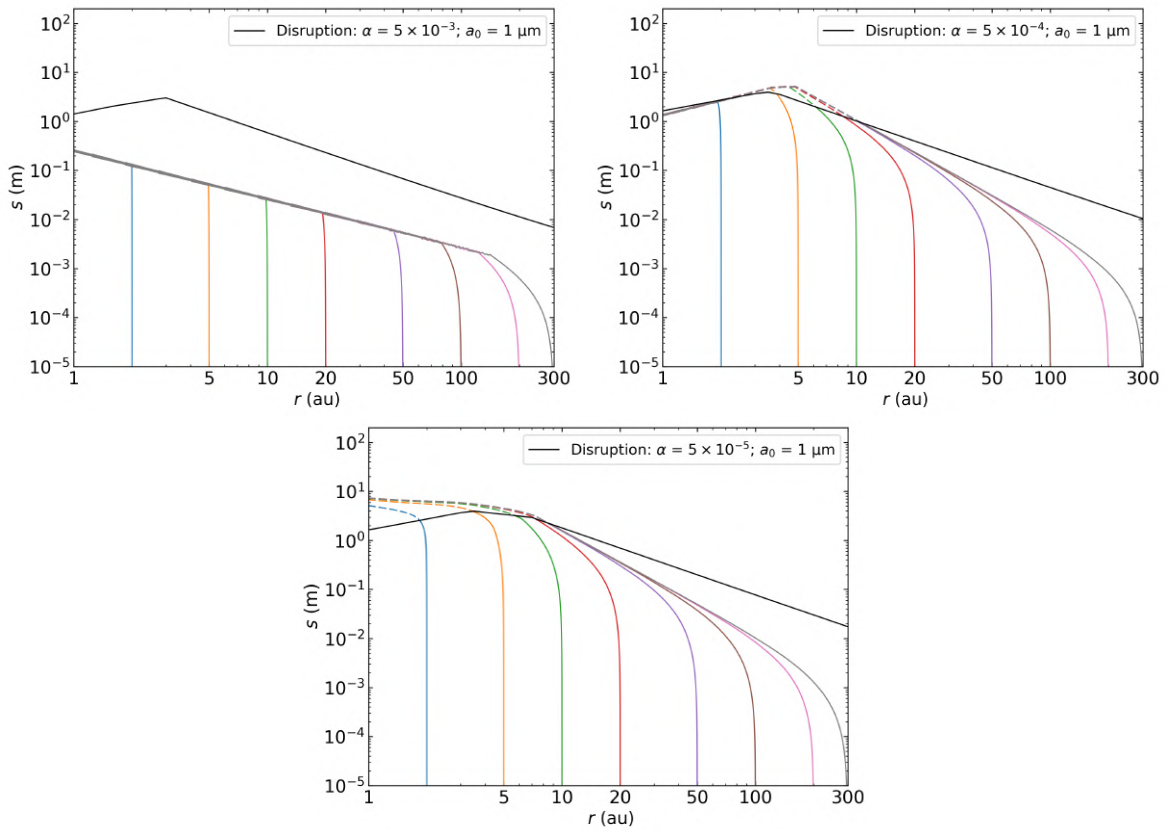 Disruption: α = 5 × 10⁻³; a₀ = 1 μm
10²
10¹
10⁰
10⁻¹
10⁻²
10⁻³
10⁻⁴
10⁻⁵
s (m)
1 5 10 20 50 100 300
r (au)
Disruption: α = 5 × 10⁻⁴; a₀ = 1 μm
10²
10¹
10⁰
10⁻¹
10⁻²
10⁻³
10⁻⁴
10⁻⁵
s (m)
1 5 10 20 50 100 300
r (au)
Disruption: α = 5 × 10⁻⁵; a₀ = 1 μm
10²
10¹
10⁰
10⁻¹
10⁻²
10⁻³
10⁻⁴
10⁻⁵
s (m)
1 5 10 20 50 100 300
r (au)